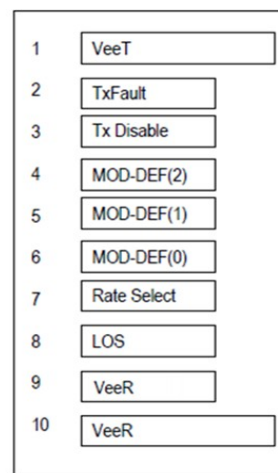 1 VeeT
2 TxFault
3 Tx Disable
4 MOD-DEF(2)
5 MOD-DEF(1)
6 MOD-DEF(0)
7 Rate Select
8 LOS
9 VeeR
10 VeeR